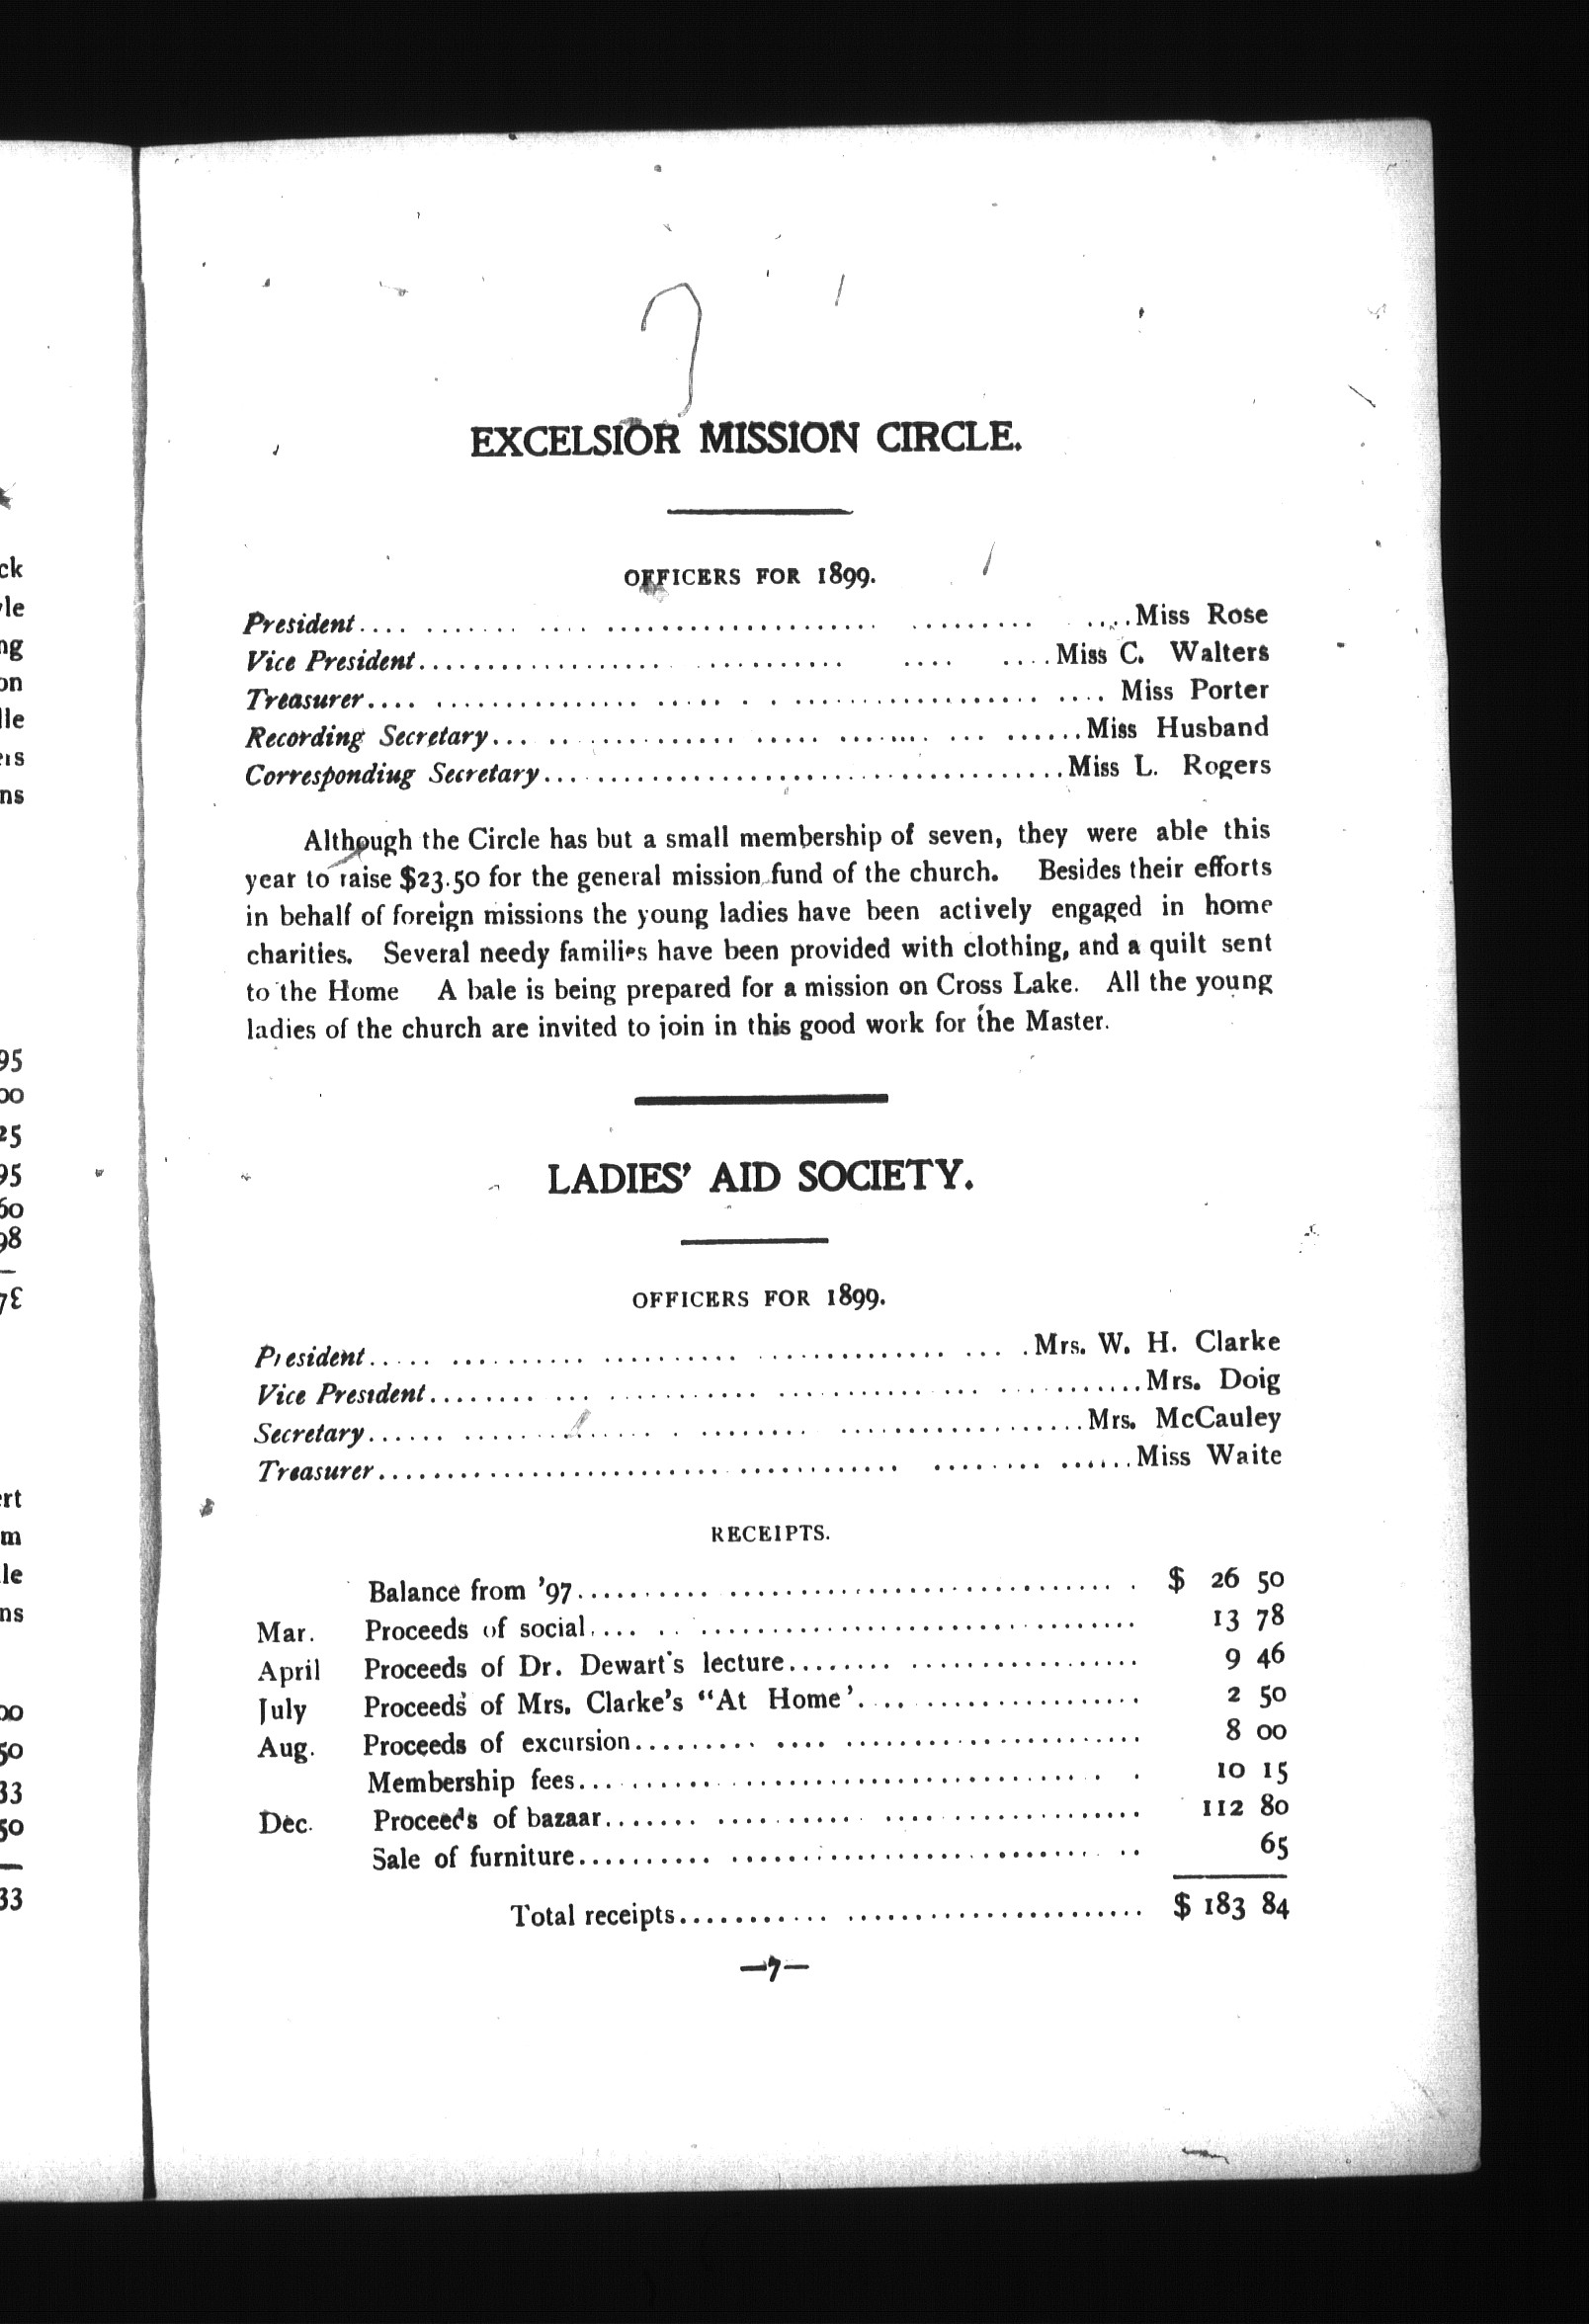 EXCELSIOR MISSION CIRCLE.
OFFICERS FOR 1899.
President.... Miss Rose
Vice President.... Miss C. Walters
Treasurer.... Miss Porter
Recording Secretary.... Miss Husband
Correspondiug Secretary.... Miss L. Rogers
Although the Circle has but a small membership of seven, they were able this
year to raise $23.50 for the general mission fund of the church. Besides their efforts
in behalf of foreign missions the young ladies have been actively engaged in home
charities. Several needy families have been provided with clothing, and a quilt sent
to the Home A bale is being prepared for a mission on Cross Lake. All the young
ladies of the church are invited to join in this good work for the Master.
LADIES' AID SOCIETY.
OFFICERS FOR 1899.
President.... Mrs. W. H. Clarke
Vice President.... Mrs. Doig
Secretary.... Mrs. McCauley
Treasurer.... Miss Waite
RECEIPTS.
Balance from '97.... $ 26 50
Mar. Proceeds of social.... 13 78
April Proceeds of Dr. Dewart's lecture.... 9 46
July Proceeds of Mrs. Clarke's "At Home'.... 2 50
Aug. Proceeds of excursion.... 8 00
Membership fees.... 10 15
Dec. Proceeds of bazaar.... 112 80
Sale of furniture.... 65
Total receipts.... $ 183 84
—7—